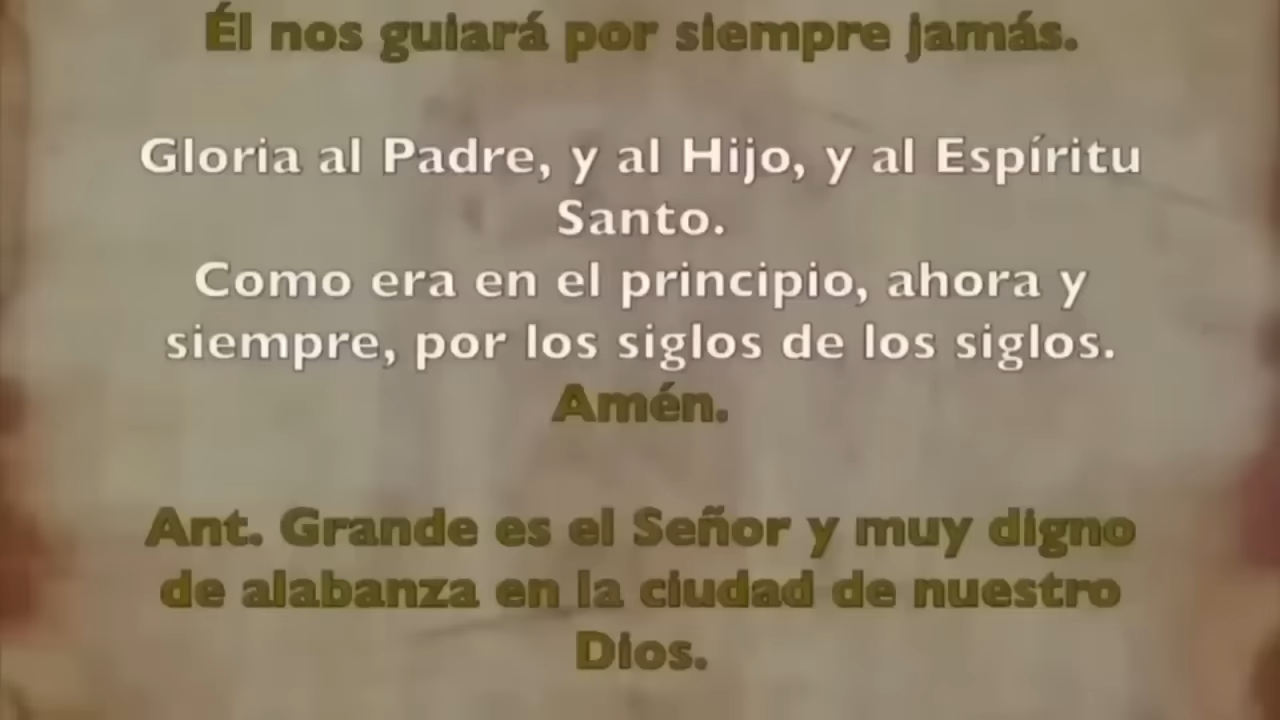 Él nos guiará por siempre jamás.
Gloria al Padre, y al Hijo, y al Espíritu
Santo.
Como era en el principio, ahora y
siempre, por los siglos de los siglos.
Amén.
Ant. Grande es el Señor y muy digno
de alabanza en la ciudad de nuestro
Dios.